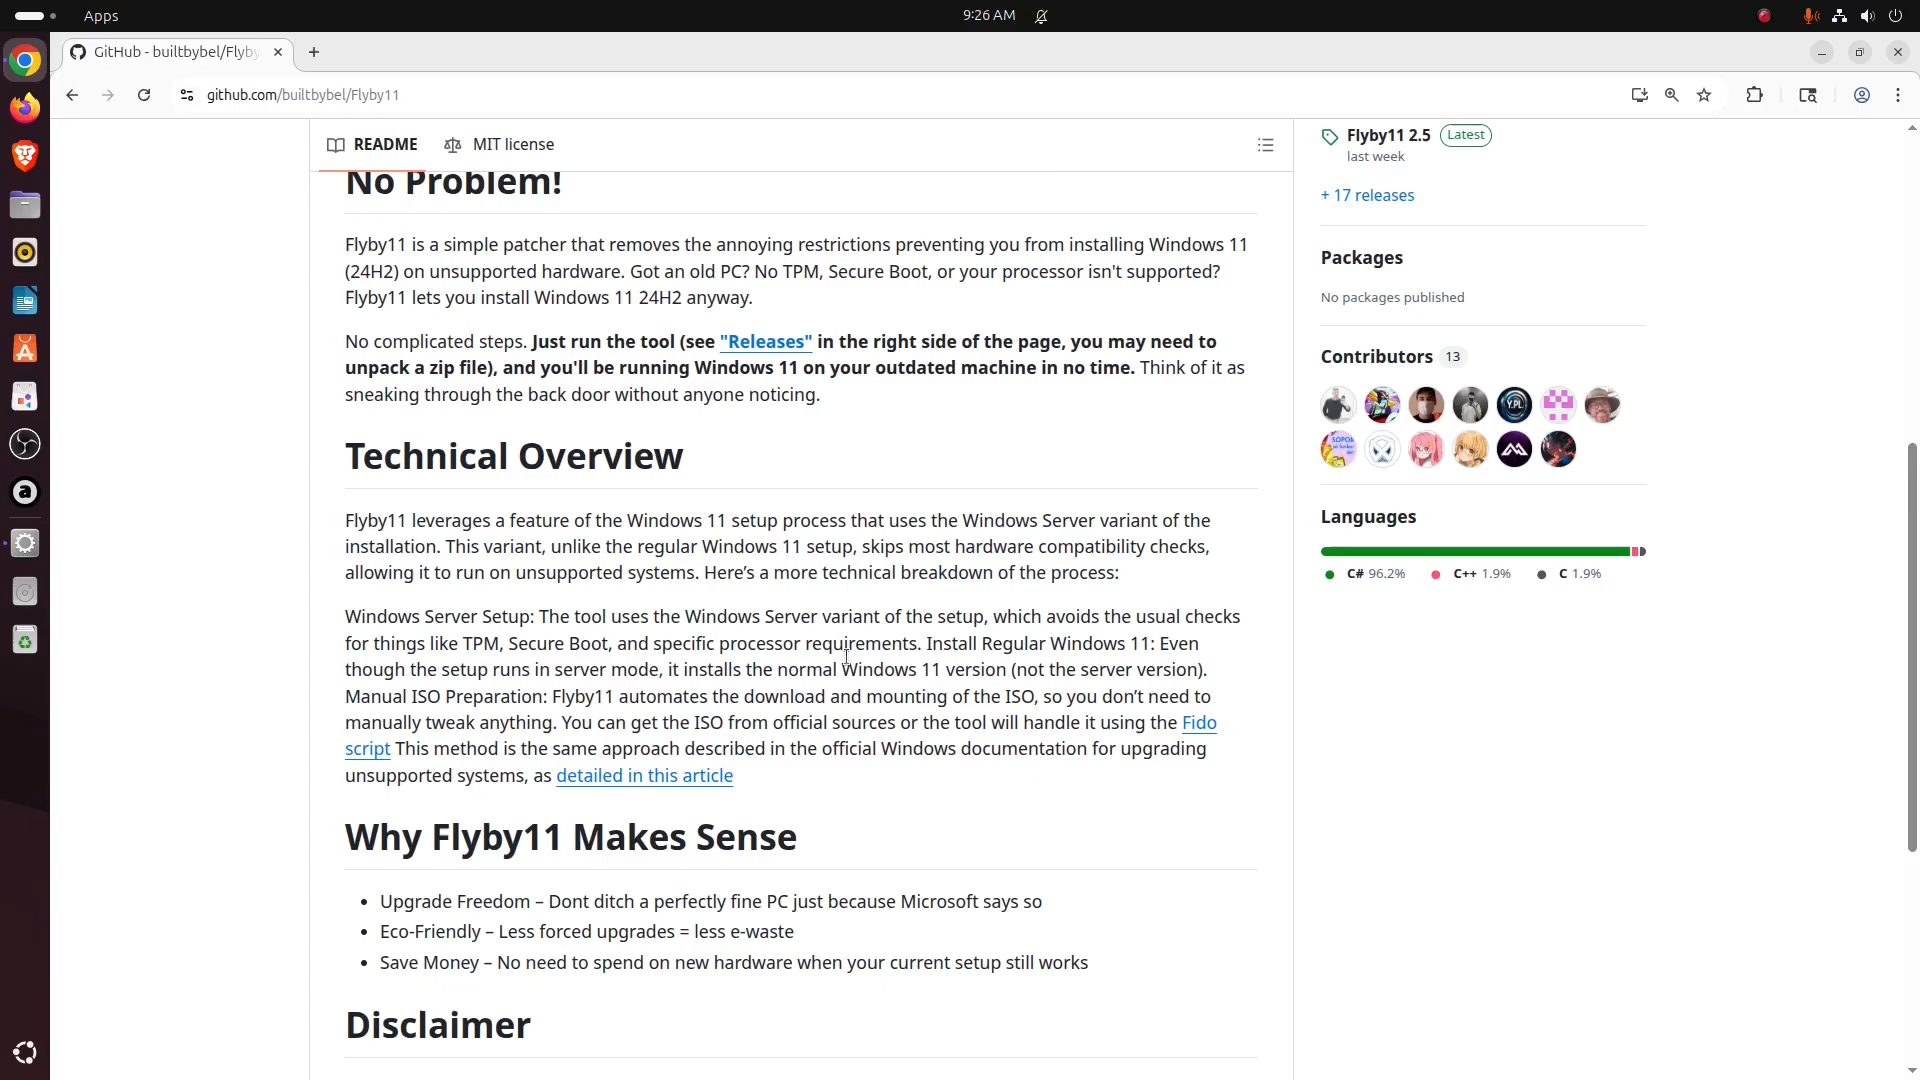 Apps
9:26 AM
GitHub - builtbybel/Flyby
github.com/builtbybel/Flyby11
README
MIT license
No Problem!
Flyby11 is a simple patcher that removes the annoying restrictions preventing you from installing Windows 11
(24H2) on unsupported hardware. Got an old PC? No TPM, Secure Boot, or your processor isn't supported?
Flyby11 lets you install Windows 11 24H2 anyway.
No complicated steps. Just run the tool (see "Releases" in the right side of the page, you may need to
unpack a zip file), and you'll be running Windows 11 on your outdated machine in no time. Think of it as
sneaking through the back door without anyone noticing.
Technical Overview
Flyby11 leverages a feature of the Windows 11 setup process that uses the Windows Server variant of the
installation. This variant, unlike the regular Windows 11 setup, skips most hardware compatibility checks,
allowing it to run on unsupported systems. Here’s a more technical breakdown of the process:
Windows Server Setup: The tool uses the Windows Server variant of the setup, which avoids the usual checks
for things like TPM, Secure Boot, and specific processor requirements. Install Regular Windows 11: Even
though the setup runs in server mode, it installs the normal Windows 11 version (not the server version).
Manual ISO Preparation: Flyby11 automates the download and mounting of the ISO, so you don’t need to
manually tweak anything. You can get the ISO from official sources or the tool will handle it using the Fido
script This method is the same approach described in the official Windows documentation for upgrading
unsupported systems, as detailed in this article
Why Flyby11 Makes Sense
• Upgrade Freedom – Dont ditch a perfectly fine PC just because Microsoft says so
• Eco-Friendly – Less forced upgrades = less e-waste
• Save Money – No need to spend on new hardware when your current setup still works
Disclaimer
Flyby11 2.5 Latest
last week
+ 17 releases
Packages
No packages published
Contributors 13
Y.PL
Languages
C# 96.2% C++ 1.9% C 1.9%